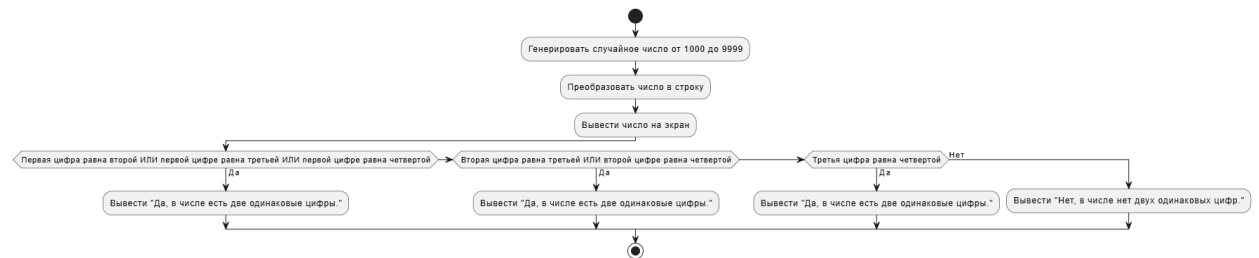 Генерировать случайное число от 1000 до 9999
Преобразовать число в строку
Вывести число на экран
Первая цифра равна второй ИЛИ первой цифре равна третьей ИЛИ первой цифре равна четвертой
Вторая цифра равна третьей ИЛИ второй цифре равна четвертой
Третья цифра равна четвертой
Нет
Да
Да
Да
Вывести "Да, в числе есть две одинаковые цифры."
Вывести "Да, в числе есть две одинаковые цифры."
Вывести "Да, в числе есть две одинаковые цифры."
Вывести "Нет, в числе нет двух одинаковых цифр."